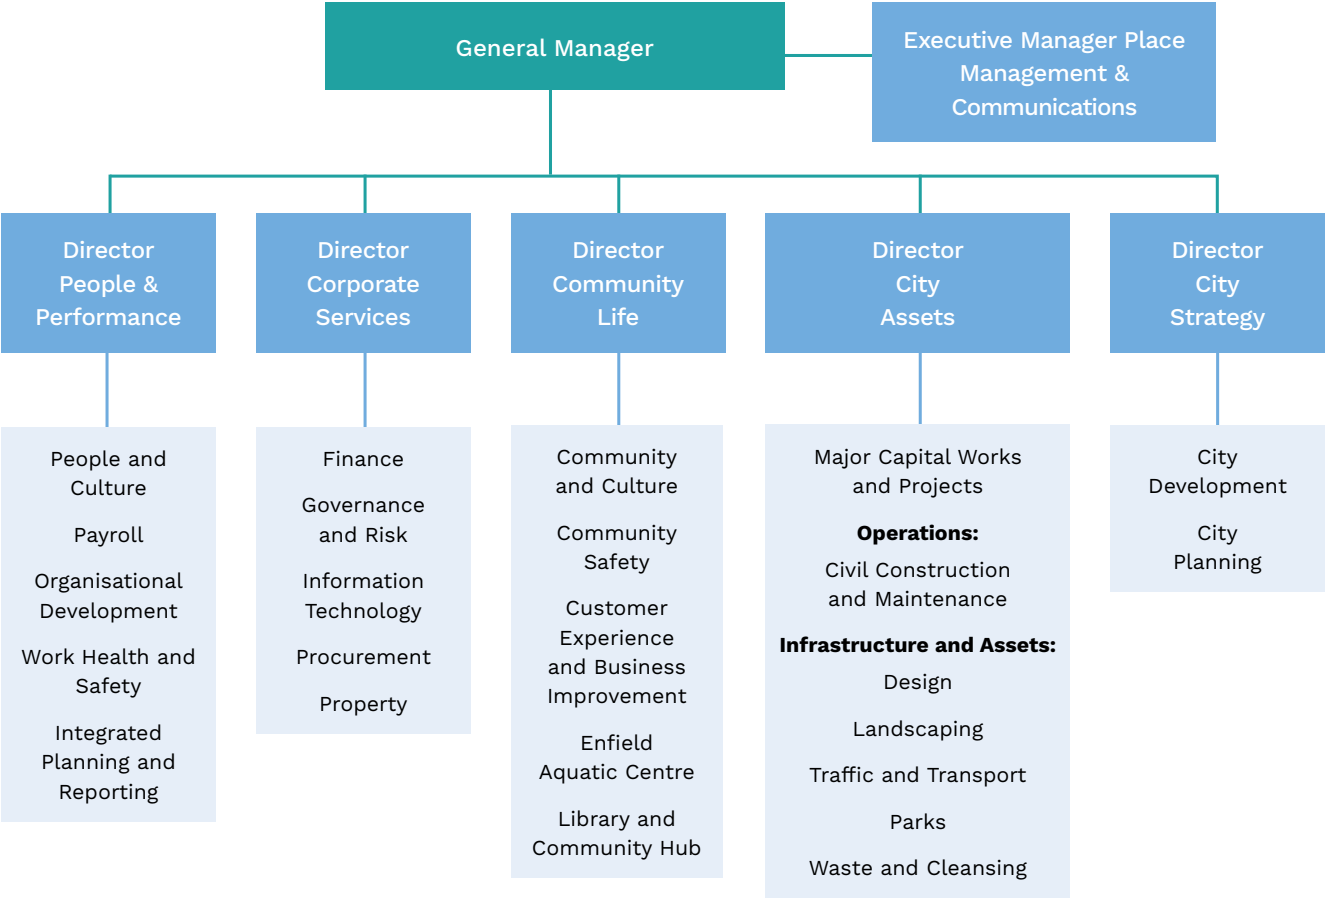 General Manager
Executive Manager Place
Management &
Communications
Director
People &
Performance
Director
Corporate
Services
Director
Community
Life
Director
City
Assets
Director
City
Strategy
People and
Culture
Payroll
Organisational
Development
Work Health and
Safety
Integrated
Planning and
Reporting
Finance
Governance
and Risk
Information
Technology
Procurement
Property
Community
and Culture
Community
Safety
Customer
Experience
and Business
Improvement
Enfield
Aquatic Centre
Library and
Community Hub
Major Capital Works
and Projects
Operations:
Civil Construction
and Maintenance
Infrastructure and Assets:
Design
Landscaping
Traffic and Transport
Parks
Waste and Cleansing
City
Development
City
Planning